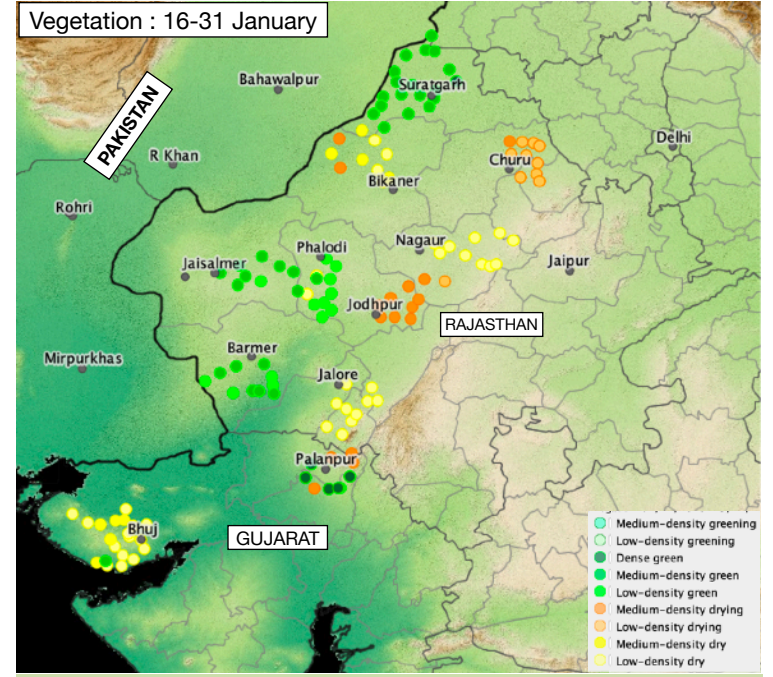 Vegetation : 16-31 January
Bahawalpur
Suratgarh
PAKISTAN
R Khan
Delhi
Churu
Bikaner
Rohri
Nagaur
Phalodi
Jaisalmer
Jaipur
Jodhpur
RAJASTHAN
Barmer
Mirpurkhas
Jalore
Palanpur
Bhuj
GUJARAT
Medium-density greening
Low-density greening
Dense green
Medium-density green
Low-density green
Medium-density drying
Low-density drying
Medium-density dry
Low-density dry